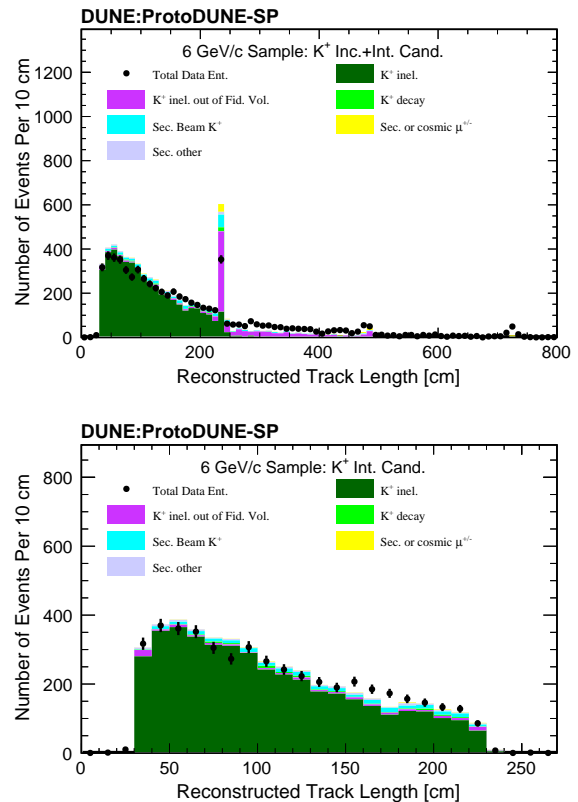 DUNE:ProtoDUNE-SP
6 GeV/c Sample: K⁺ Inc.+Int. Cand.
Total Data Ent.
K⁺ inel.
K⁺ inel. out of Fid. Vol.
K⁺ decay
Sec. Beam K⁺
Sec. or cosmic μ⁺/⁻
Sec. other
Number of Events Per 10 cm
1200
1000
800
600
400
200
0
0 200 400 600 800
Reconstructed Track Length [cm]
DUNE:ProtoDUNE-SP
6 GeV/c Sample: K⁺ Int. Cand.
Total Data Ent.
K⁺ inel.
K⁺ inel. out of Fid. Vol.
K⁺ decay
Sec. Beam K⁺
Sec. or cosmic μ⁺/⁻
Sec. other
Number of Events Per 10 cm
800
600
400
200
0
0 50 100 150 200 250
Reconstructed Track Length [cm]